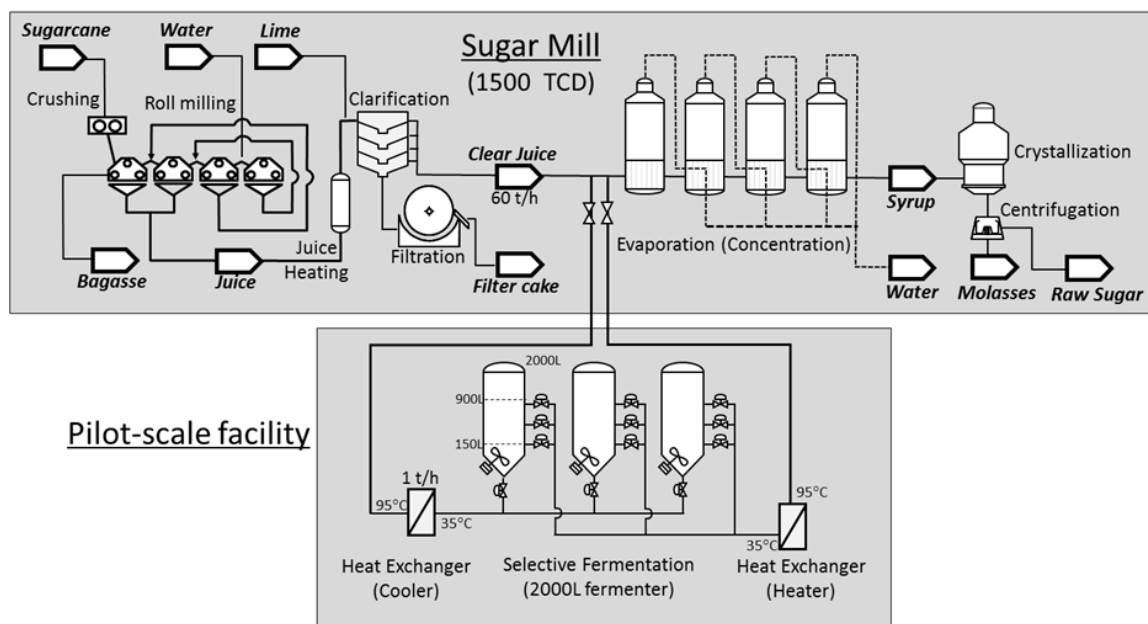 Sugarcane
Water
Lime
Sugar Mill
(1500 TCD)
Crushing
Roll milling
Clarification
Clear Juice
60 t/h
Crystallization
Syrup
Centrifugation
Evaporation (Concentration)
Juice
Heating
Filtration
Bagasse
Juice
Filter cake
Water
Molasses
Raw Sugar
Pilot-scale facility
2000L
900L
150L
1 t/h
95°C
35°C
95°C
35°C
Heat Exchanger
(Cooler)
Selective Fermentation
(2000L fermenter)
Heat Exchanger
(Heater)